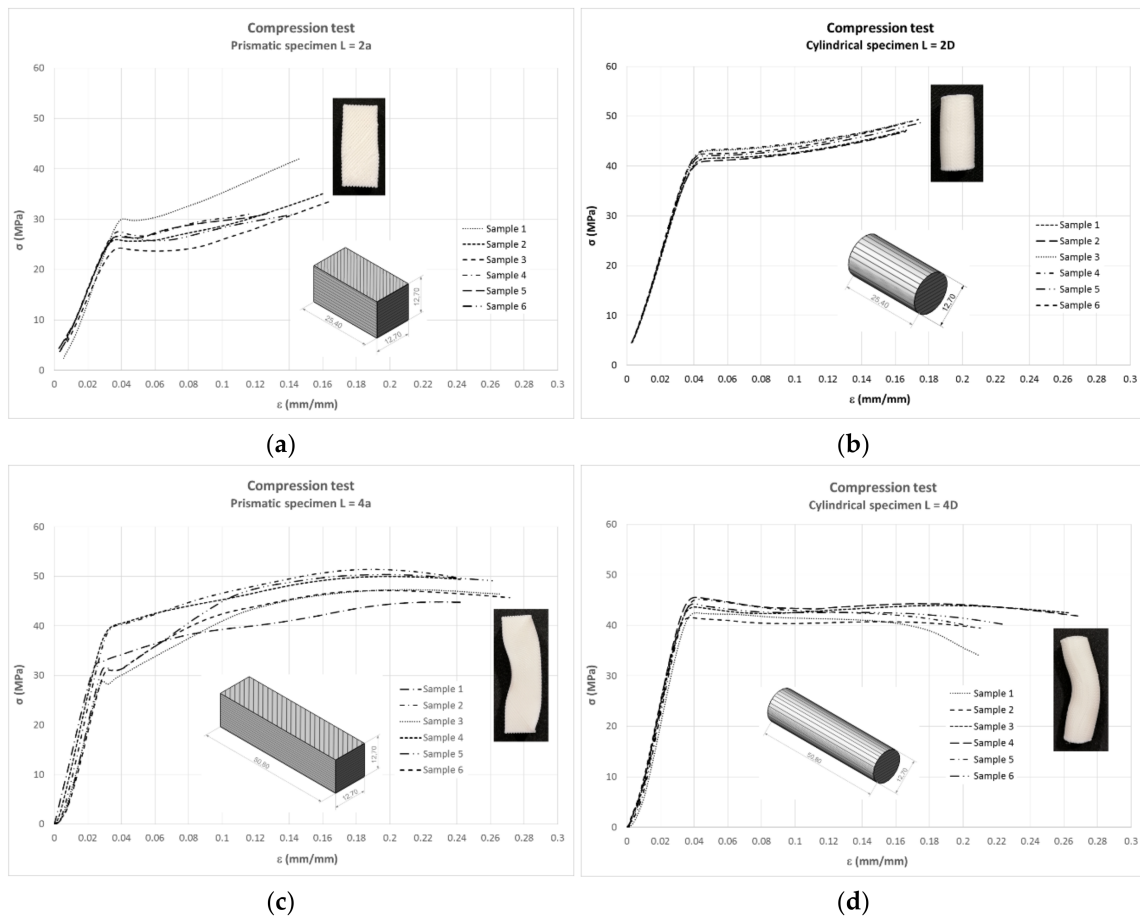 Compression test
Prismatic specimen L = 2a
60
50
40
30
20
10
0
σ (MPa)
0 0.02 0.04 0.06 0.08 0.1 0.12 0.14 0.16 0.18 0.2 0.22 0.24 0.26 0.28 0.3
ε (mm/mm)
Sample 1
Sample 2
Sample 3
Sample 4
Sample 5
Sample 6
25,40
12,70
12,70
(a)
Compression test
Cylindrical specimen L = 2D
60
50
40
30
20
10
0
σ (MPa)
0 0.02 0.04 0.06 0.08 0.1 0.12 0.14 0.16 0.18 0.2 0.22 0.24 0.26 0.28 0.3
ε (mm/mm)
Sample 1
Sample 2
Sample 3
Sample 4
Sample 5
Sample 6
25,40
12,70
(b)
Compression test
Prismatic specimen L = 4a
60
50
40
30
20
10
0
σ (MPa)
0 0.02 0.04 0.06 0.08 0.1 0.12 0.14 0.16 0.18 0.2 0.22 0.24 0.26 0.28 0.3
ε (mm/mm)
Sample 1
Sample 2
Sample 3
Sample 4
Sample 5
Sample 6
50,80
12,70
12,70
(c)
Compression test
Cylindrical specimen L = 4D
60
50
40
30
20
10
0
σ (MPa)
0 0.02 0.04 0.06 0.08 0.1 0.12 0.14 0.16 0.18 0.2 0.22 0.24 0.26 0.28 0.3
ε (mm/mm)
Sample 1
Sample 2
Sample 3
Sample 4
Sample 5
Sample 6
50,80
12,70
(d)